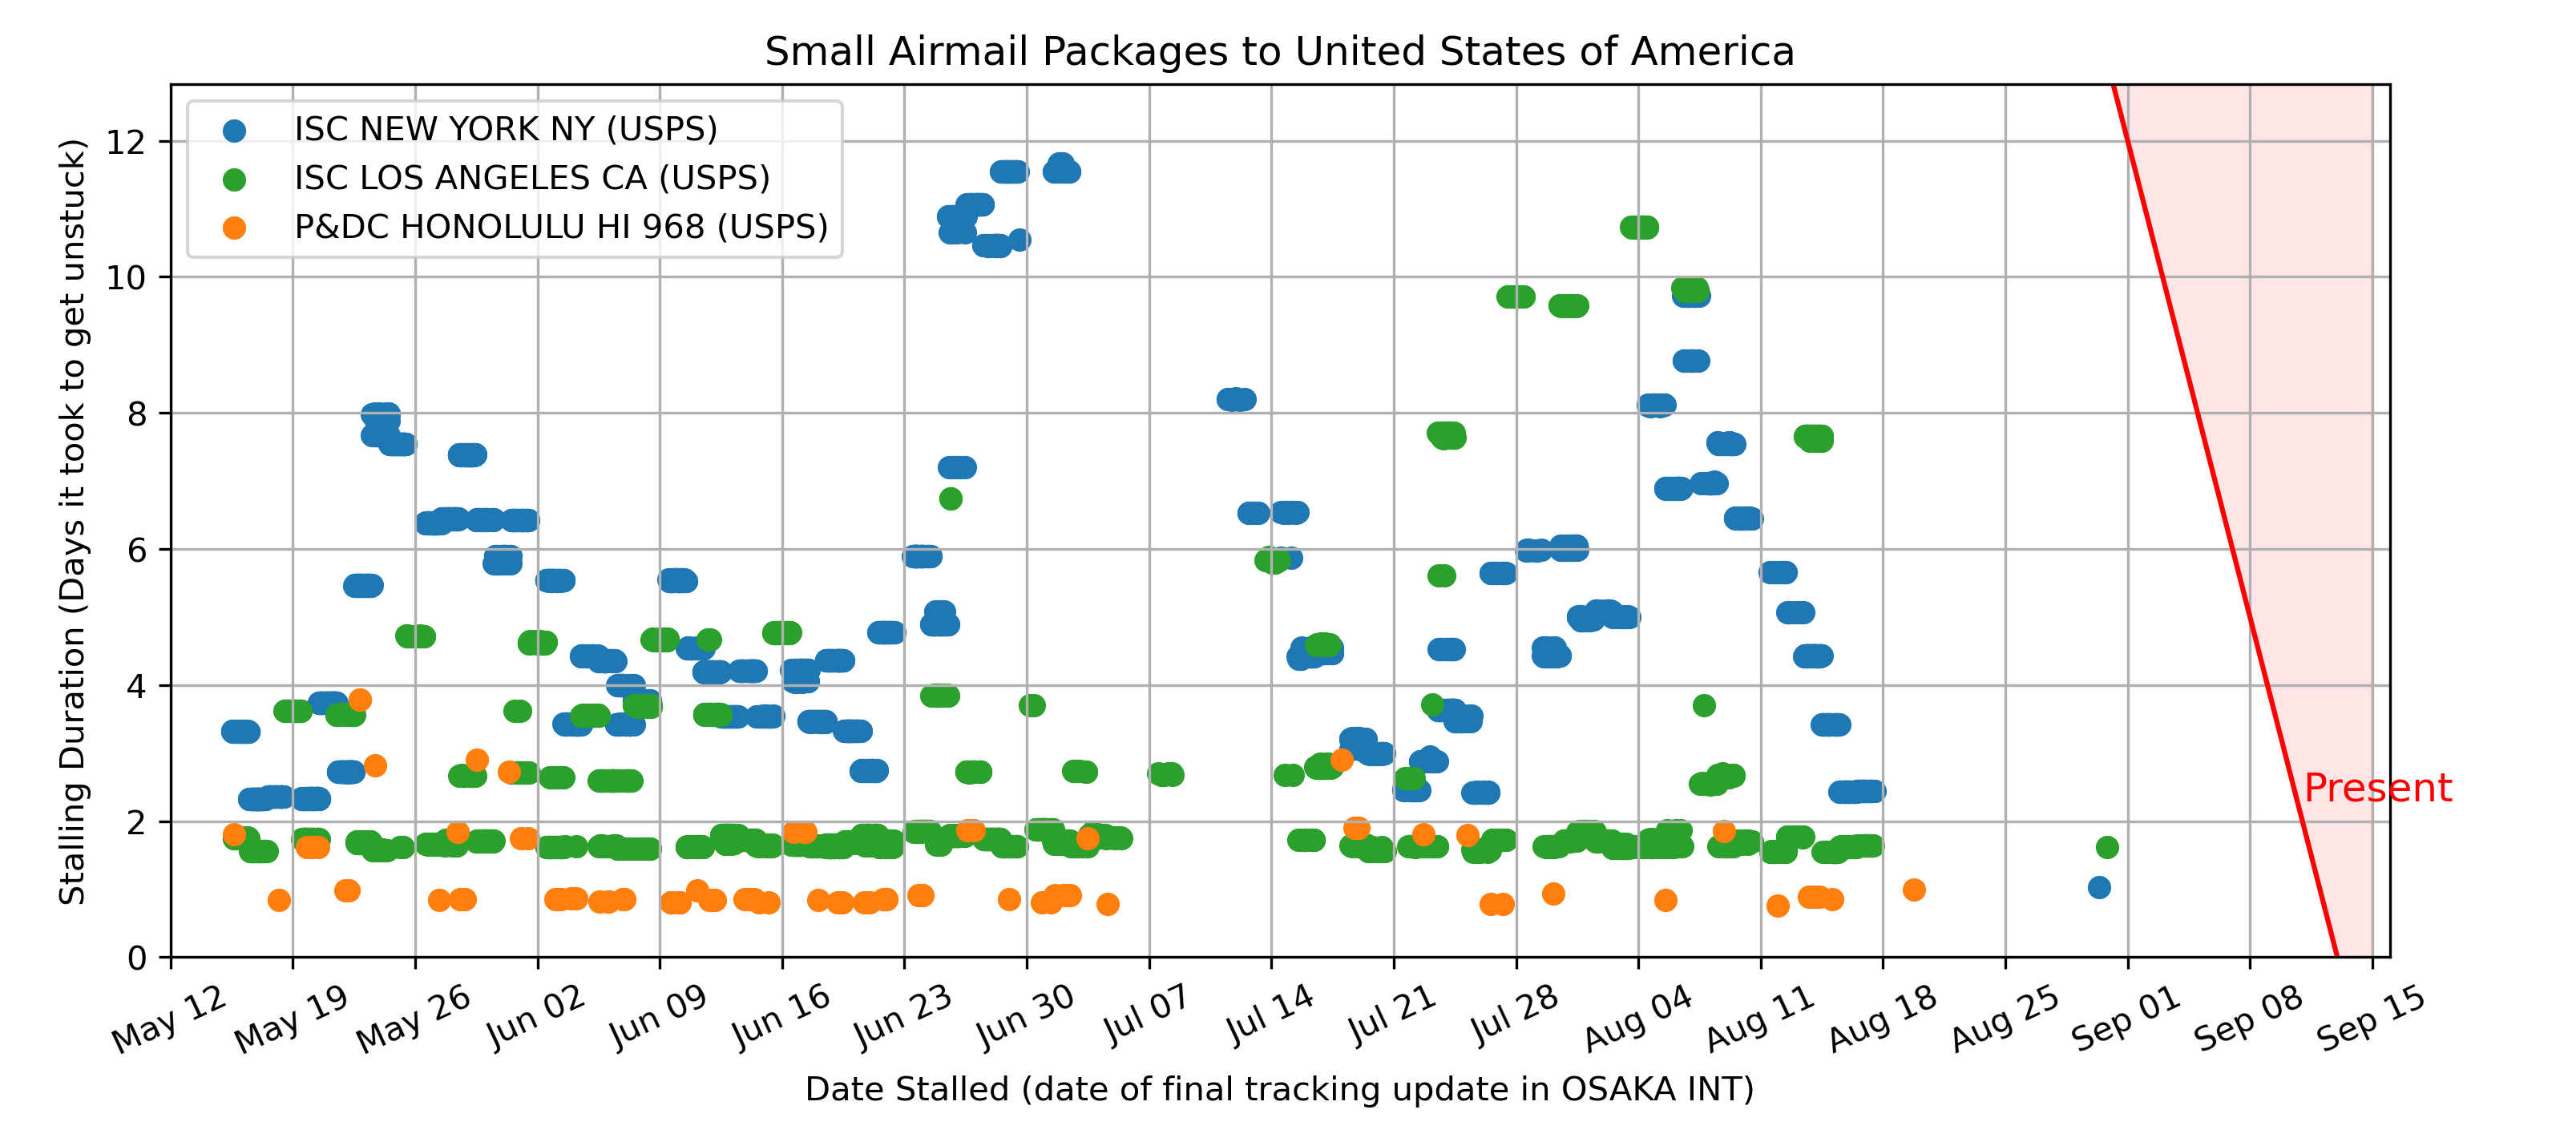 Small Airmail Packages to United States of America
ISC NEW YORK NY (USPS)
ISC LOS ANGELES CA (USPS)
P&DC HONOLULU HI 968 (USPS)
Stalling Duration (Days it took to get unstuck)
12
10
8
6
4
2
0
Present
May 12
May 19
May 26
Jun 02
Jun 09
Jun 16
Jun 23
Jun 30
Jul 07
Jul 14
Jul 21
Jul 28
Aug 04
Aug 11
Aug 18
Aug 25
Sep 01
Sep 08
Sep 15
Date Stalled (date of final tracking update in OSAKA INT)